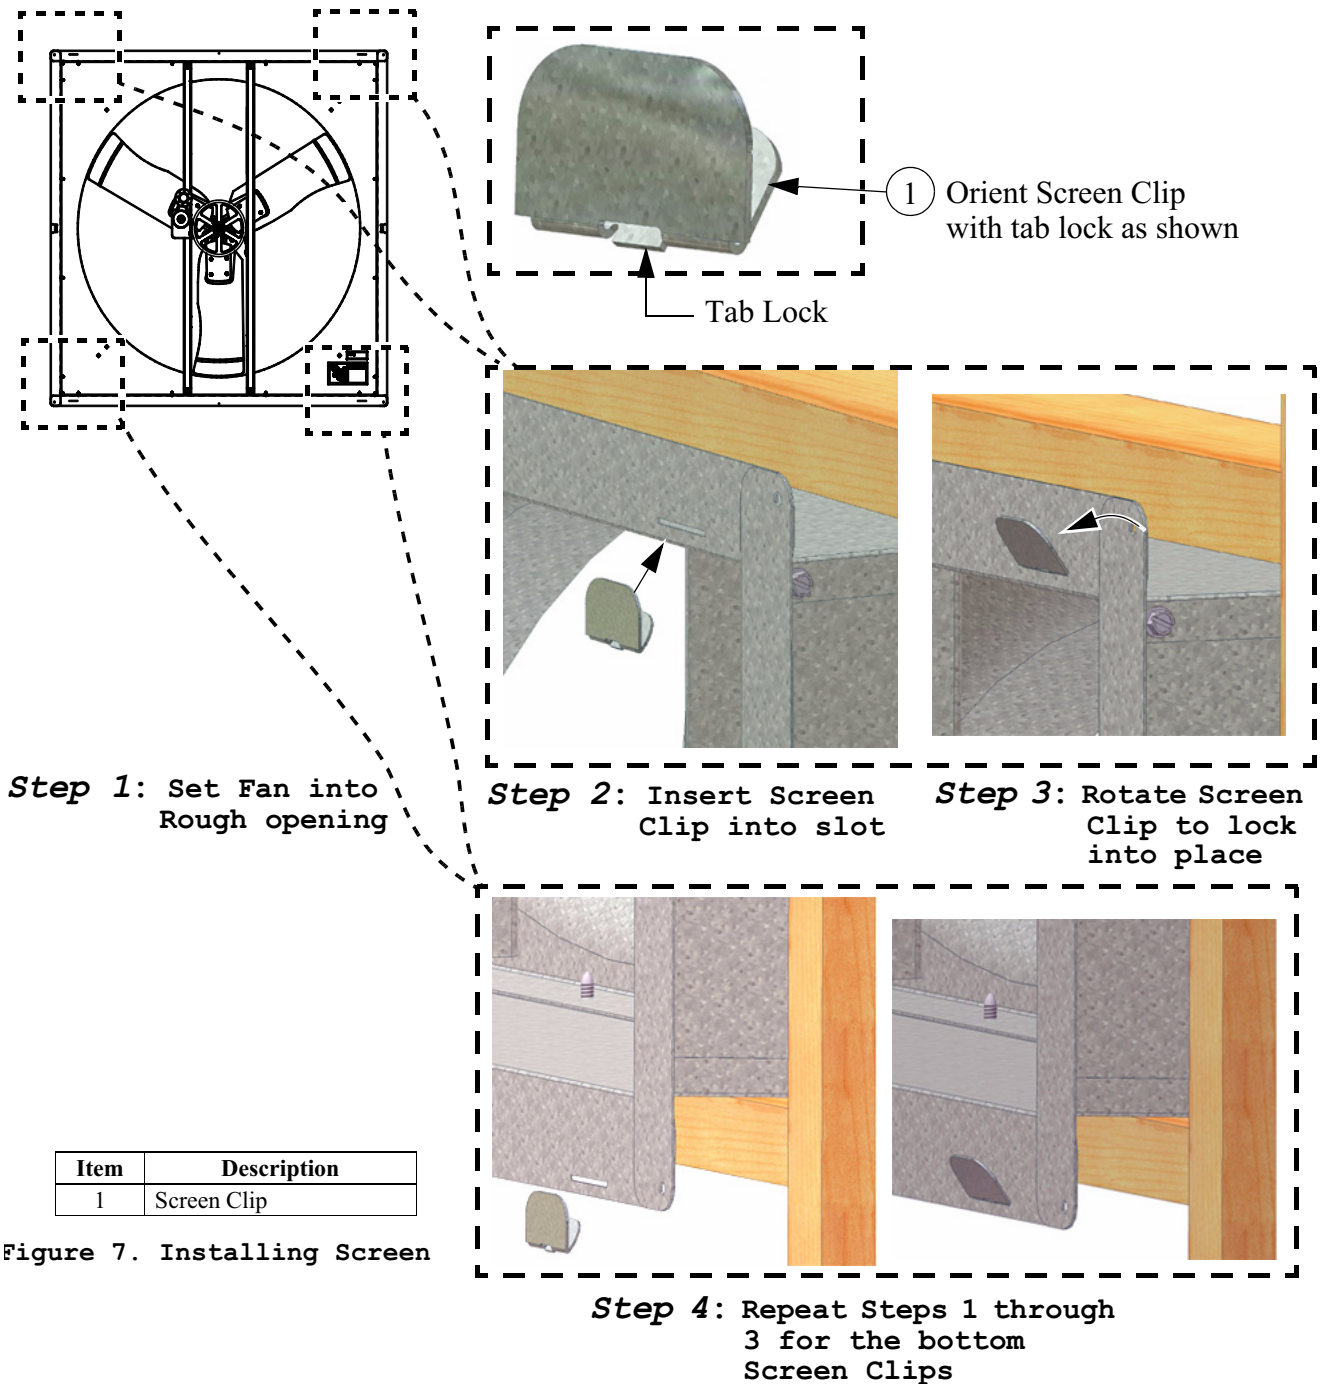 1 Orient Screen Clip
with tab lock as shown
Tab Lock
Step 1: Set Fan into
Rough opening
Step 2: Insert Screen
Clip into slot
Step 3: Rotate Screen
Clip to lock
into place
Item Description
1 Screen Clip
Figure 7. Installing Screen
Step 4: Repeat Steps 1 through
3 for the bottom
Screen Clips